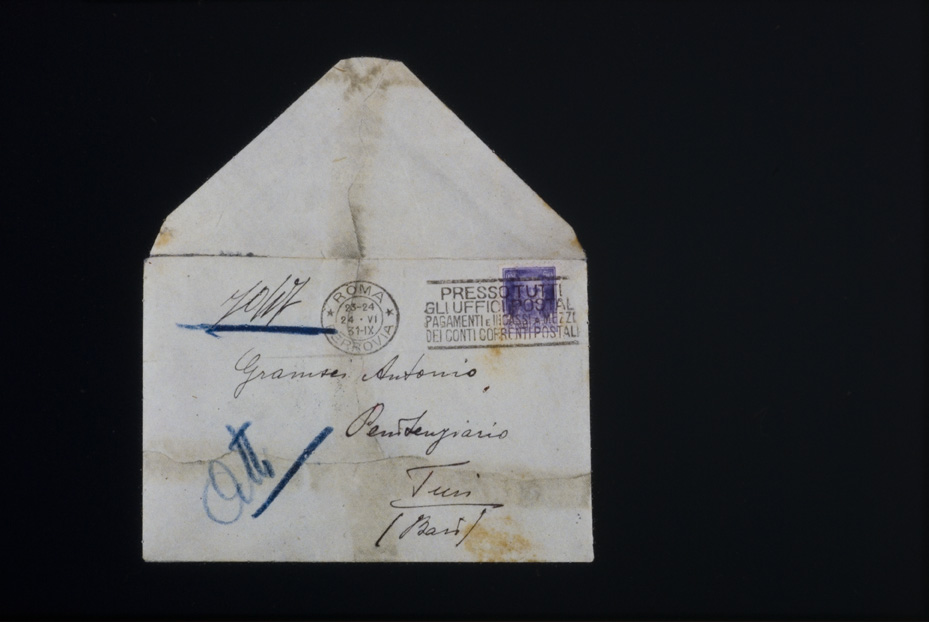 7047
ROMA
23-24
24 · VI
31-IX
FERROVIA
PRESSO TUTTI
GLI UFFICI POSTALI
PAGAMENTI E INCASSI A MEZZO
DEI CONTI CORRENTI POSTALI
Gramsci Antonio
Penitenziario
Atti
Turi
(Bari)